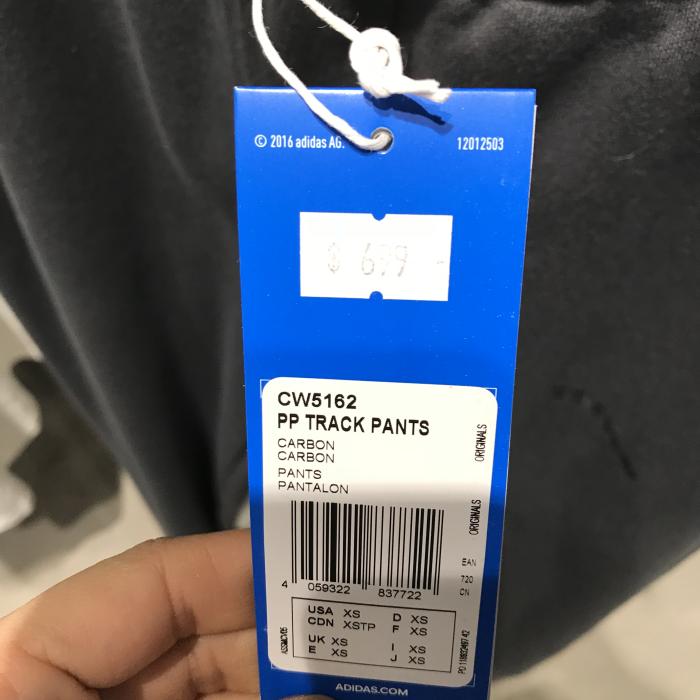 © 2016 adidas AG.
12012503
$ 699
CW5162
PP TRACK PANTS
CARBON
CARBON
PANTS
PANTALON
ORIGINALS
ORIGINALS
EAN
720
CN
4 059322 837722
USA XS D XS
CDN XSTP F XS
UK XS I XS
E XS J XS
ADIDAS.COM